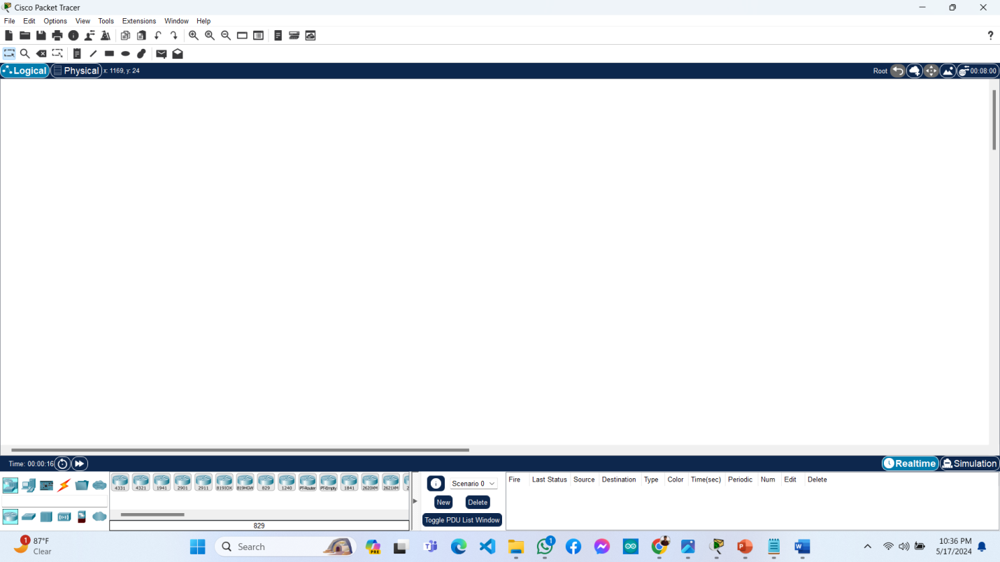 Cisco Packet Tracer
File Edit Options View Tools Extensions Window Help
?
Logical Physical x: 1169, y: 24 Root 00:08:00
Time: 00:00:16 Realtime Simulation
4331 4321 1941 2901 2911 819IOX 819HGW 829 1240 PT-Router PT-Empty 1841 2620XM 2621XM 2
829
Scenario 0
New Delete
Toggle PDU List Window
Fire Last Status Source Destination Type Color Time(sec) Periodic Num Edit Delete
1 87°F
Clear
Search
PRE
1
10:36 PM
5/17/2024